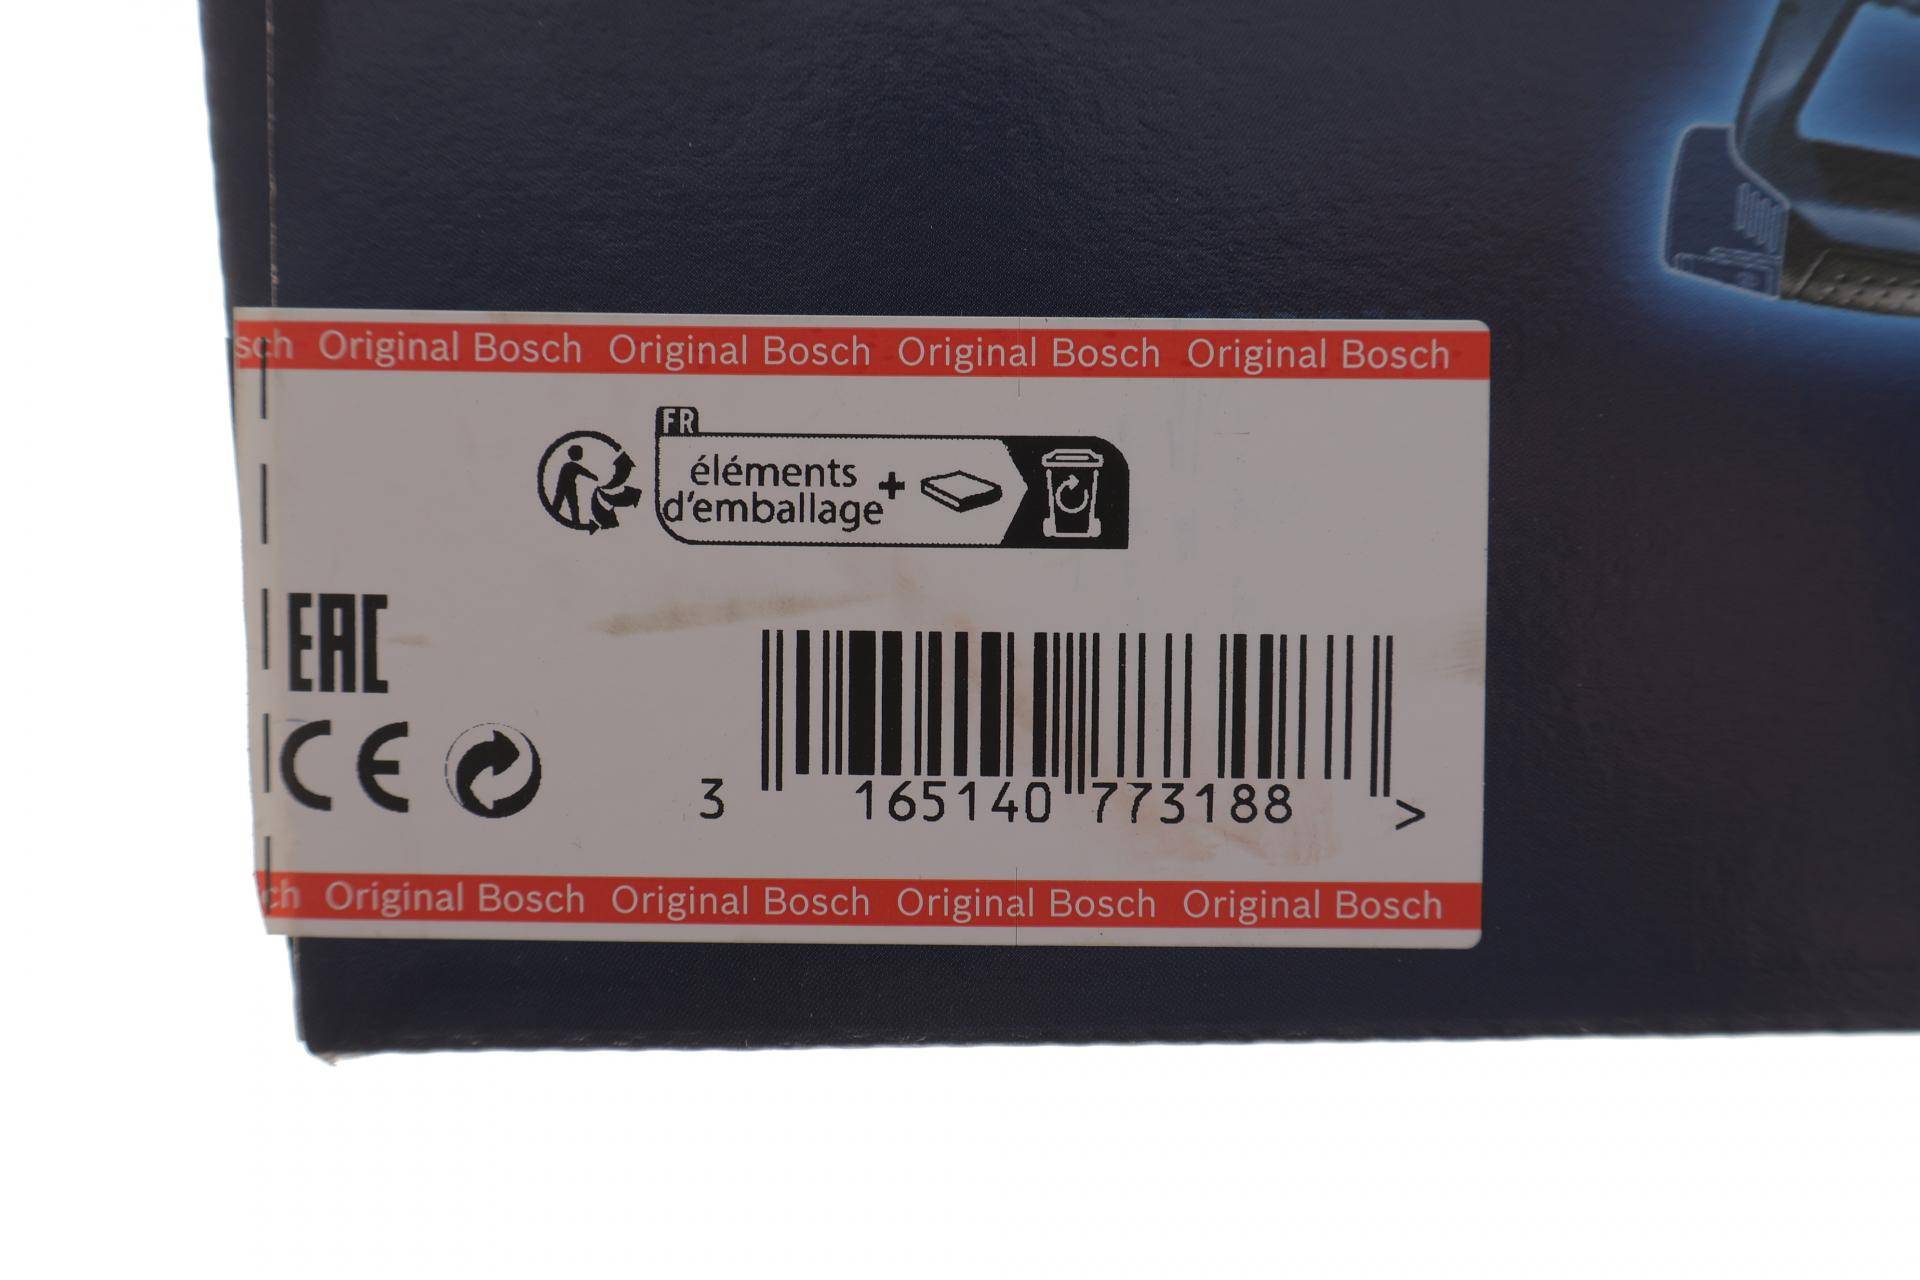 sch Original Bosch Original Bosch Original Bosch Original Bosch
FR
éléments
d'emballage +
EAC
CE
3 165140 773188 >
ch Original Bosch Original Bosch Original Bosch Original Bosch